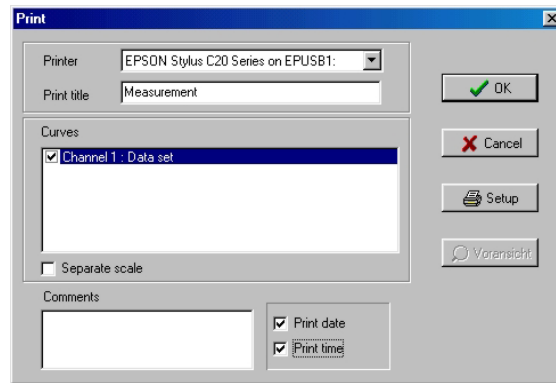 Print
Printer
EPSON Stylus C20 Series on EPUSB1:
Print title
Measurement
OK
Curves
Channel 1 : Data set
Cancel
Setup
Voransicht
Separate scale
Comments
Print date
Print time